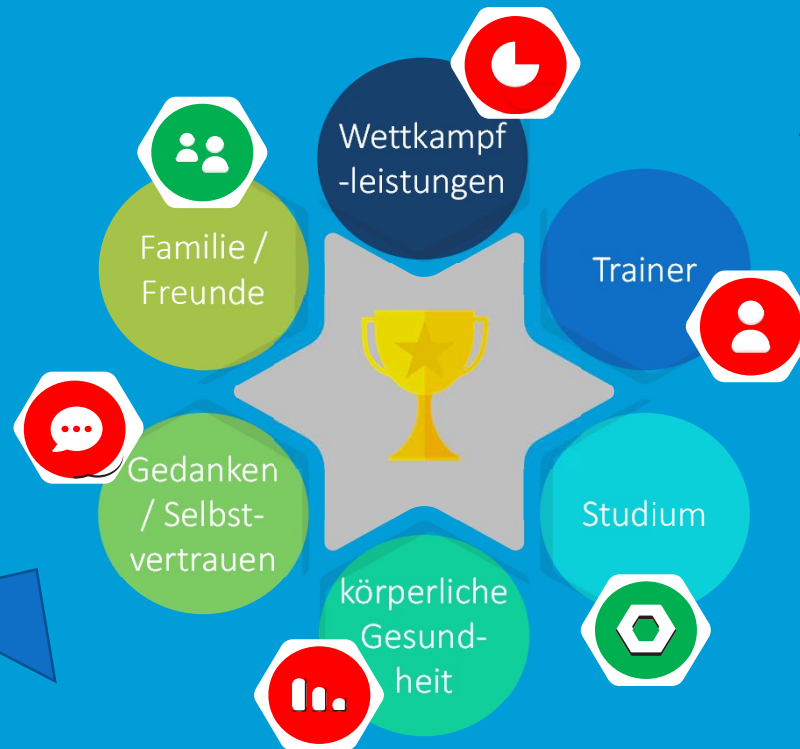 Wettkampf
-leistungen
Familie /
Freunde
Trainer
Gedanken
/ Selbst-
vertrauen
Studium
körperliche
Gesund-
heit